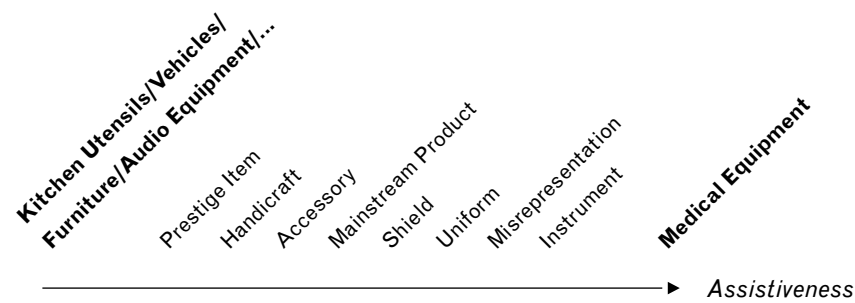 Kitchen Utensils/Vehicles/
Furniture/Audio Equipment/...
Prestige Item
Handicraft
Accessory
Mainstream Product
Shield
Uniform
Misrepresentation
Instrument
Medical Equipment
Assistiveness